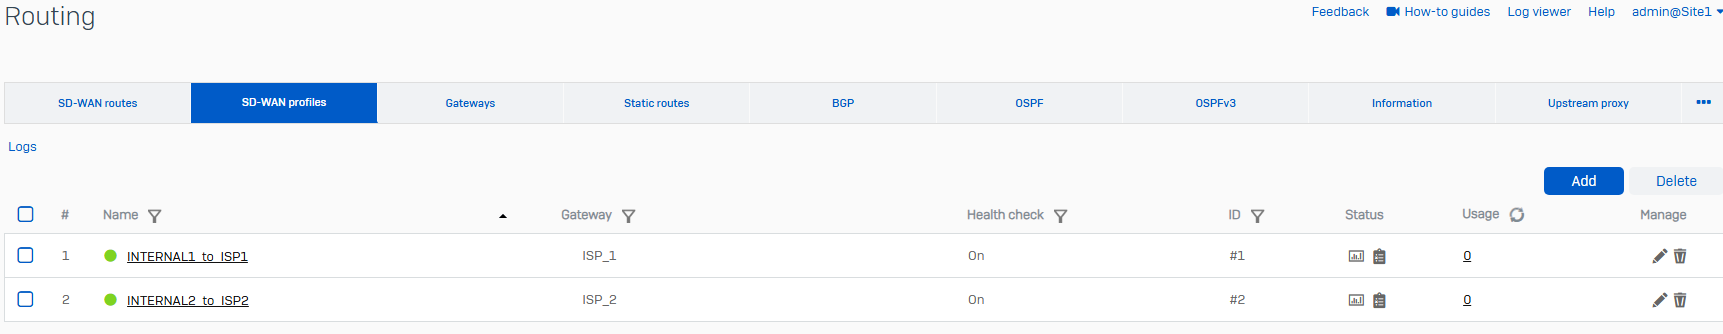 Routing
Feedback How-to guides Log viewer Help admin@Site1
SD-WAN routes SD-WAN profiles Gateways Static routes BGP OSPF OSPFv3 Information Upstream proxy •••
Logs
Add Delete
# Name Gateway Health check ID Status Usage Manage
1 INTERNAL1_to_ISP1 ISP_1 On #1 0
2 INTERNAL2_to_ISP2 ISP_2 On #2 0